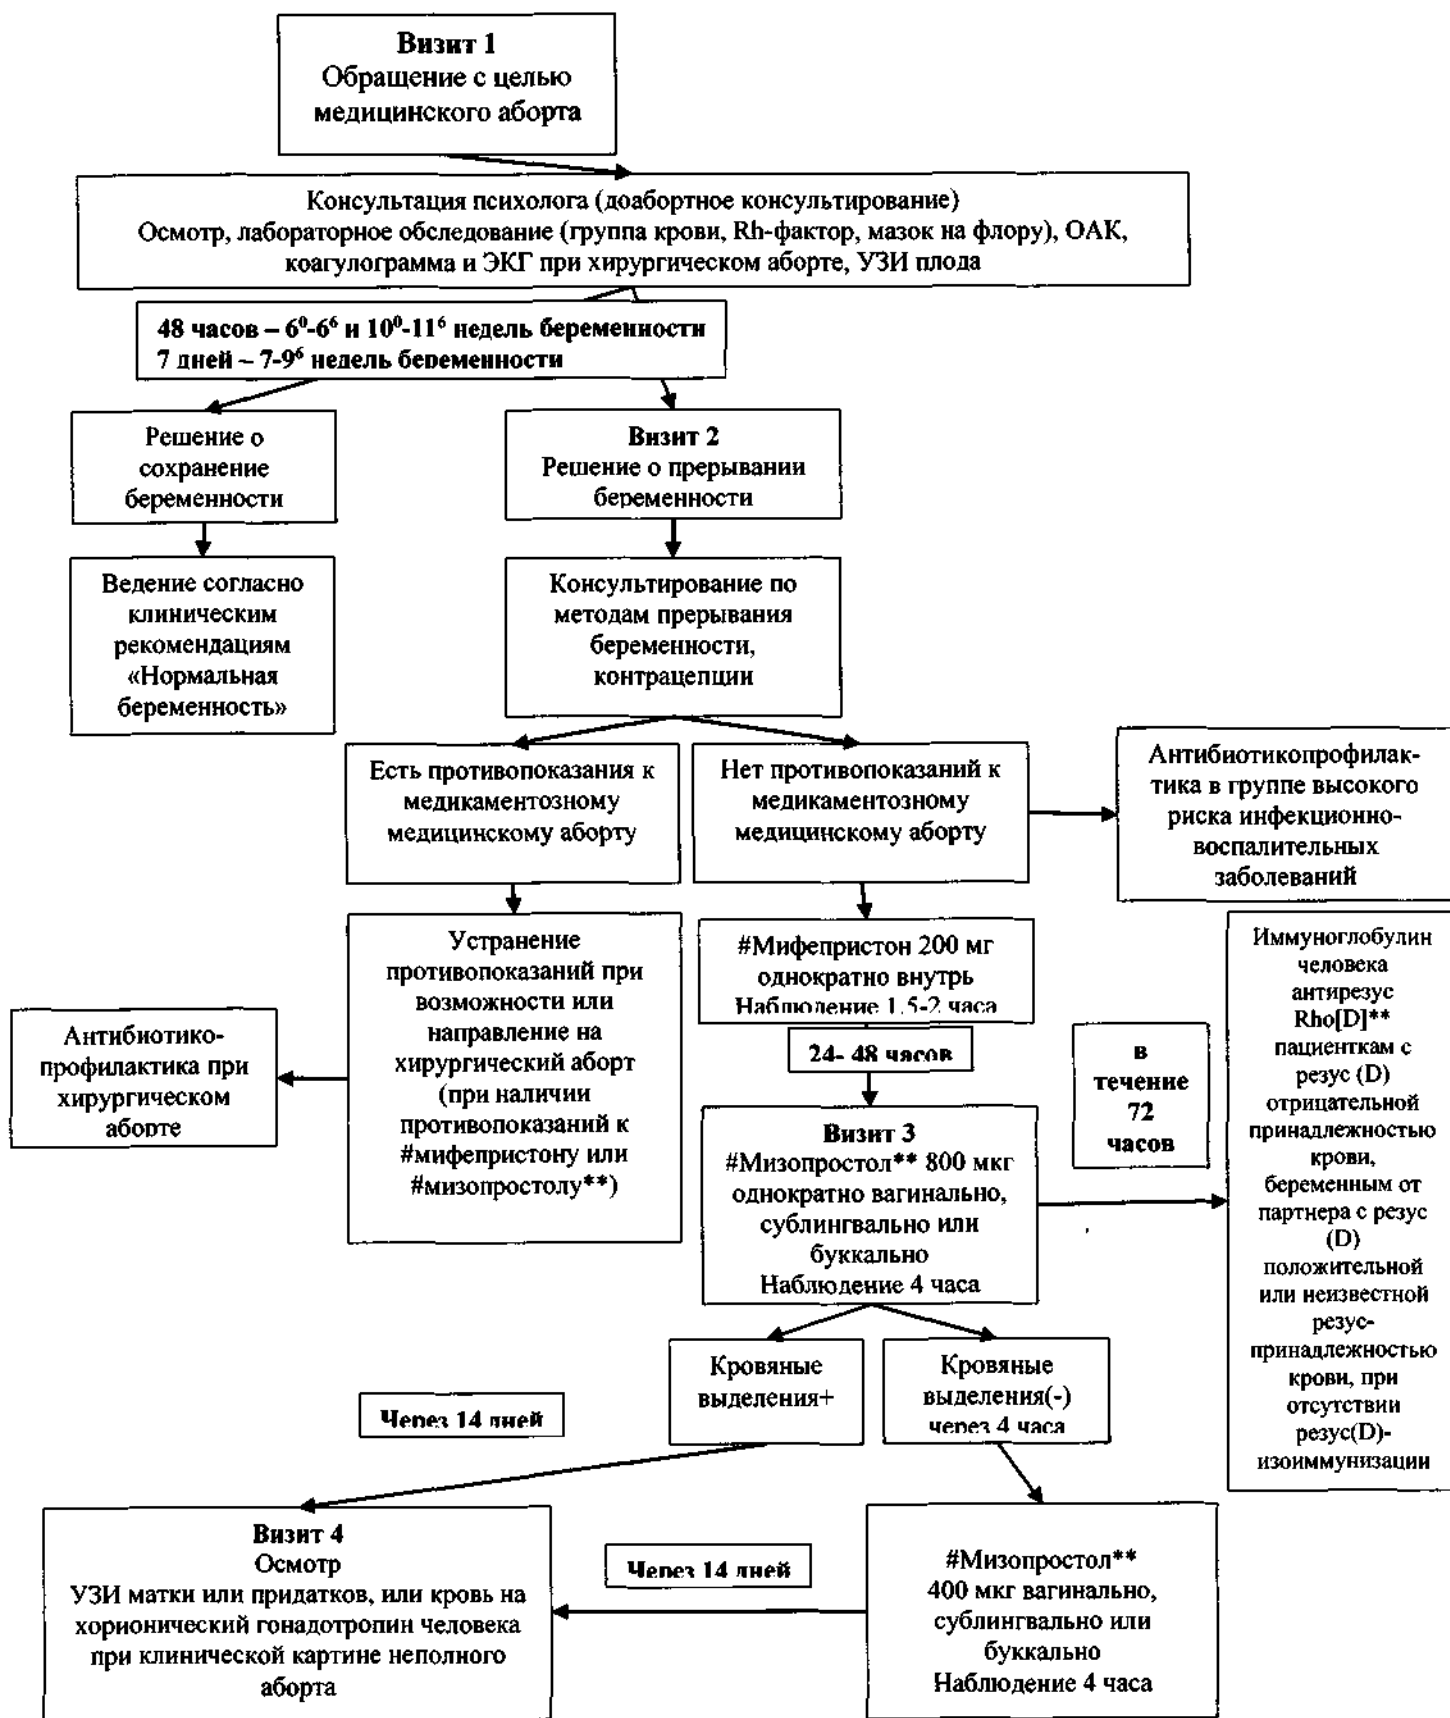 Визит 1
Обращение с целью
медицинского аборта
Консультация психолога (доабортное консультирование)
Осмотр, лабораторное обследование (группа крови, Rh-фактор, мазок на флору), ОАК,
коагулограмма и ЭКГ при хирургическом аборте, УЗИ плода
48 часов – 6⁰-6⁶ и 10⁰-11⁶ недель беременности
7 дней – 7-9⁶ недель беременности
Решение о
сохранение
беременности
Визит 2
Решение о прерывании
беременности
Ведение согласно
клиническим
рекомендациям
«Нормальная
беременность»
Консультирование по
методам прерывания
беременности,
контрацепции
Есть противопоказания к
медикаментозному
медицинскому аборту
Нет противопоказаний к
медикаментозному
медицинскому аборту
Антибиотикопрофилак-
тика в группе высокого
риска инфекционно-
воспалительных
заболеваний
Устранение
противопоказаний при
возможности или
направление на
хирургический аборт
(при наличии
противопоказаний к
#мифепристону или
#мизопростолу**)
Антибиотико-
профилактика при
хирургическом
аборте
#Мифепристон 200 мг
однократно внутрь
Наблюдение 1,5-2 часа
24- 48 часов
в
течение
72
часов
Иммуноглобулин
человека
антирезус
Rho[D]**
пациенткам с
резус (D)
отрицательной
принадлежностью
крови,
беременным от
партнера с резус
(D)
положительной
или неизвестной
резус-
принадлежностью
крови, при
отсутствии
резус(D)-
изоиммунизации
Визит 3
#Мизопростол** 800 мкг
однократно вагинально,
сублингвально или
буккально
Наблюдение 4 часа
Кровяные
выделения+
Кровяные
выделения(-)
через 4 часа
Через 14 дней
Визит 4
Осмотр
УЗИ матки или придатков, или кровь на
хорионический гонадотропин человека
при клинической картине неполного
аборта
Через 14 дней
#Мизопростол**
400 мкг вагинально,
сублингвально или
буккально
Наблюдение 4 часа